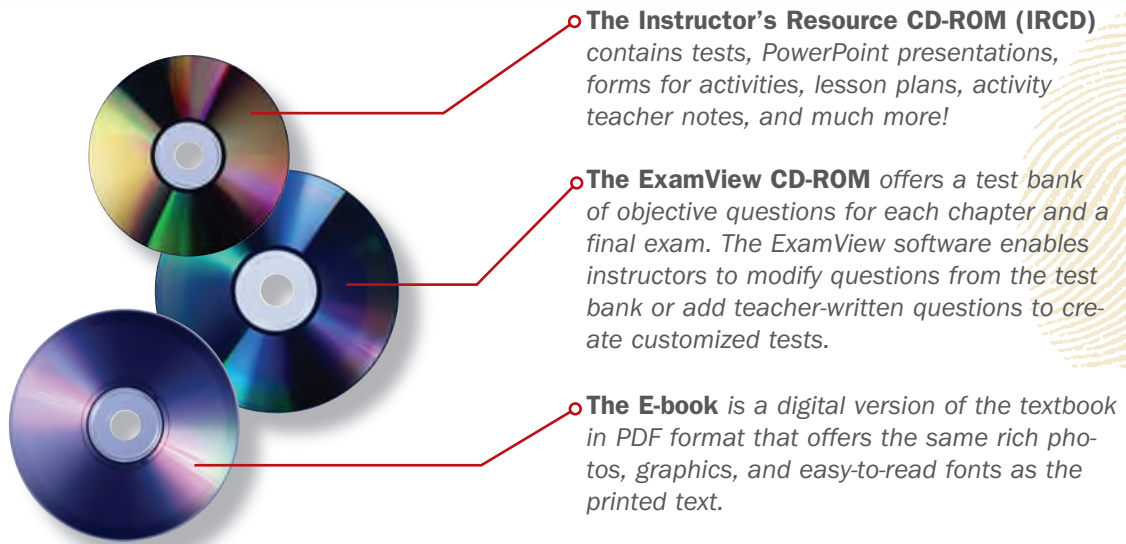 The Instructor’s Resource CD-ROM (IRCD)
contains tests, PowerPoint presentations,
forms for activities, lesson plans, activity
teacher notes, and much more!
The ExamView CD-ROM offers a test bank
of objective questions for each chapter and a
final exam. The ExamView software enables
instructors to modify questions from the test
bank or add teacher-written questions to cre-
ate customized tests.
The E-book is a digital version of the textbook
in PDF format that offers the same rich pho-
tos, graphics, and easy-to-read fonts as the
printed text.